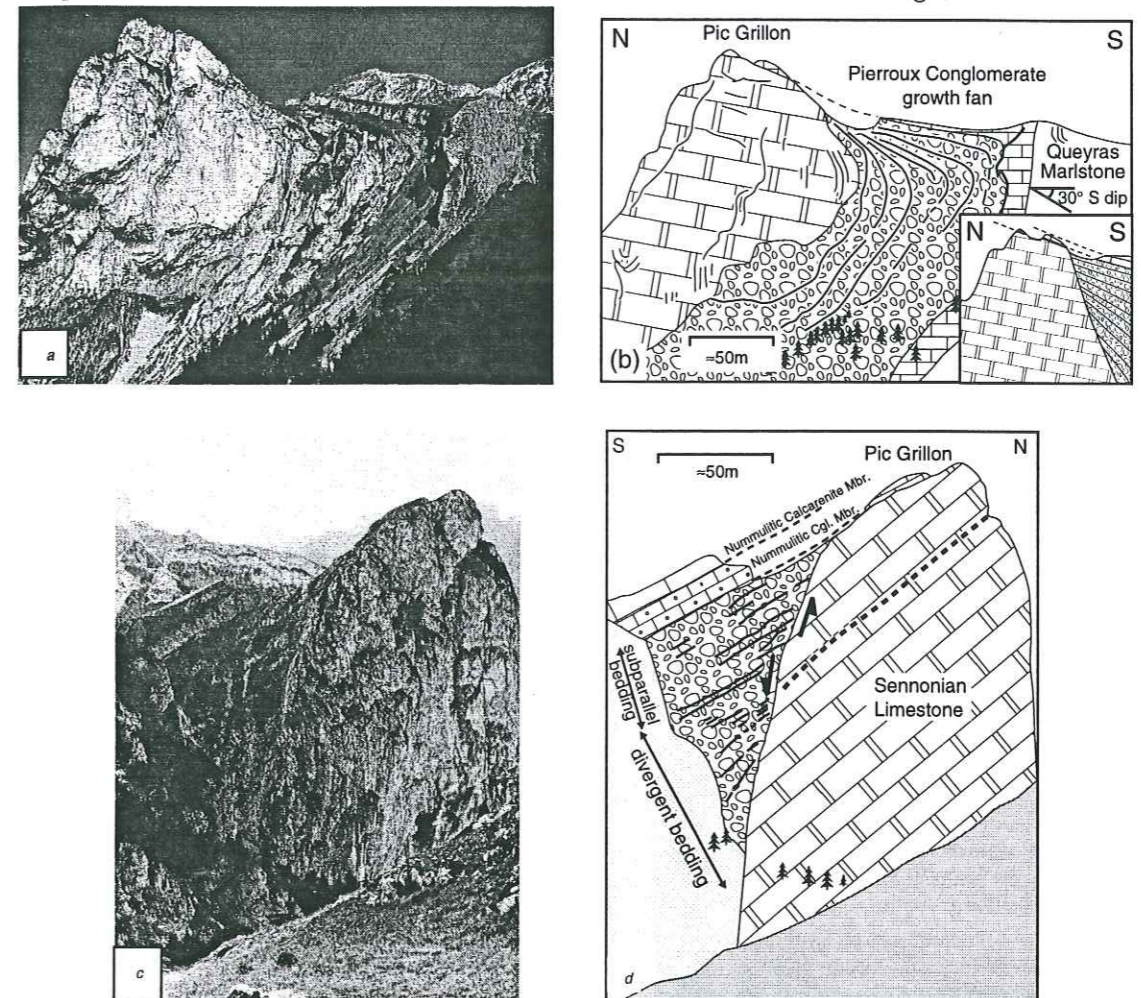 a
N
Pic Grillon
S
Pierroux Conglomerate
growth fan
Queyras
Marlstone
30° S dip
N
S
(b)
≈50m
c
S
≈50m
Pic Grillon
N
Nummulitic Calcarenite Mbr.
Nummulitic Cgl. Mbr.
subparallel
bedding
divergent bedding
Sennonian
Limestone
d